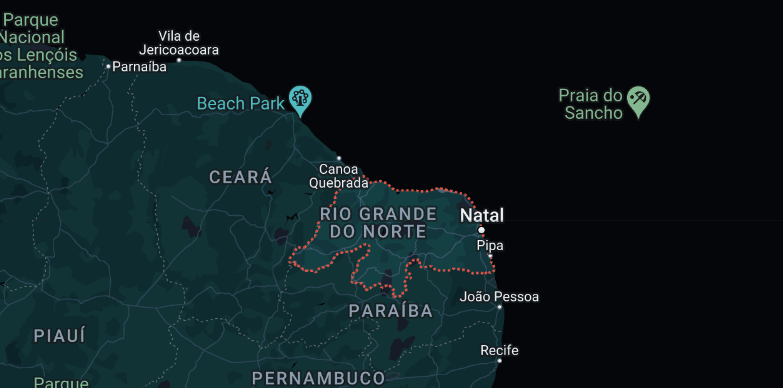 Parque
Nacional
os Lençóis
aranhenses
Vila de
Jericoacoara
Parnaíba
Beach Park
Praia do
Sancho
CEARÁ
Canoa
Quebrada
RIO GRANDE
DO NORTE
Natal
Pipa
João Pessoa
PARAÍBA
PIAUÍ
Recife
PERNAMBUCO
Parque